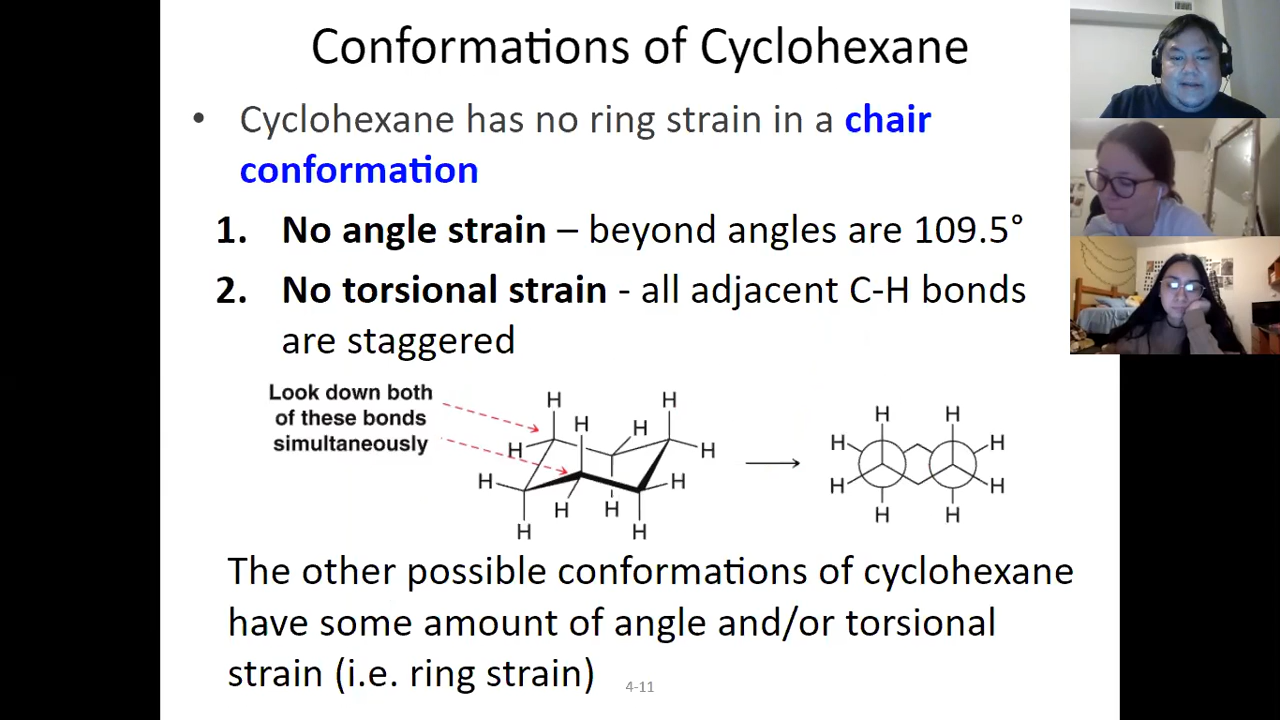 Conformations of Cyclohexane
• Cyclohexane has no ring strain in a chair
conformation
1. No angle strain – beyond angles are 109.5°
2. No torsional strain - all adjacent C-H bonds
are staggered
Look down both
of these bonds
simultaneously
H H
H H
H H
H H
H H
H H
H H
H H
H H
H H
The other possible conformations of cyclohexane
have some amount of angle and/or torsional
strain (i.e. ring strain)
4-11